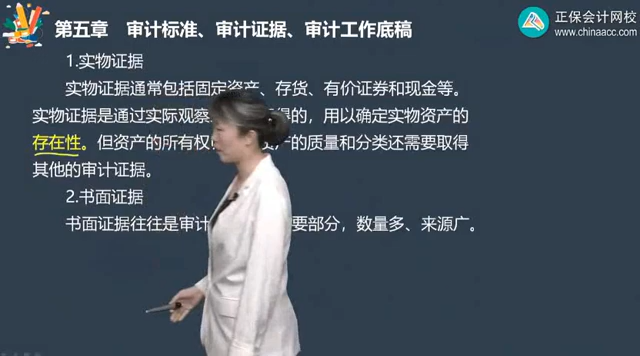 第五章 审计标准、审计证据、审计工作底稿
正保会计网校
www.chinaacc.com
1.实物证据
实物证据通常包括固定资产、存货、有价证券和现金等。
实物证据是通过实际观察 得的，用以确定实物资产的
存在性。但资产的所有权 产的质量和分类还需要取得
其他的审计证据。
2.书面证据
书面证据往往是审计 要部分，数量多、来源广。